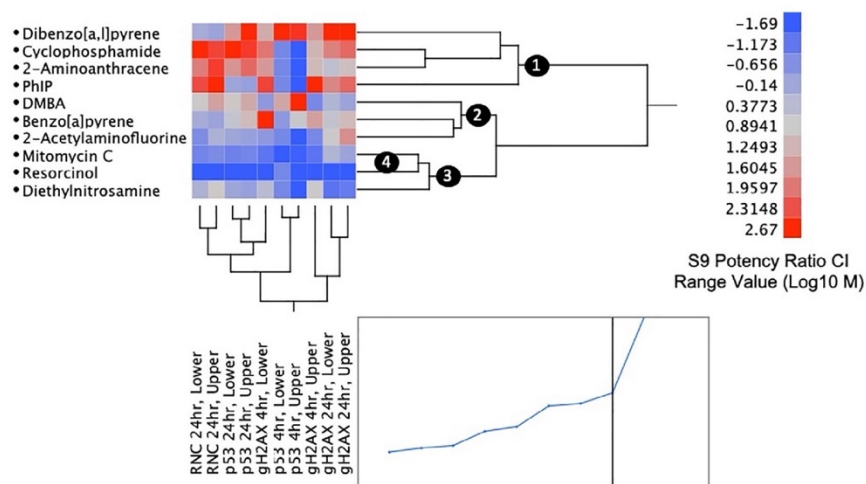 • Dibenzo[a,l]pyrene
• Cyclophosphamide
• 2-Aminoanthracene
• PhIP
• DMBA
• Benzo[a]pyrene
• 2-Acetylaminofluorine
• Mitomycin C
• Resorcinol
• Diethylnitrosamine
1
2
4
3
-1.69
-1.173
-0.656
-0.14
0.3773
0.8941
1.2493
1.6045
1.9597
2.3148
2.67
S9 Potency Ratio CI
Range Value (Log10 M)
RNC 24hr, Lower
RNC 24hr, Upper
p53 24hr, Lower
p53 24hr, Upper
gH2AX 4hr, Lower
p53 4hr, Lower
p53 4hr, Upper
gH2AX 4hr, Upper
gH2AX 24hr, Lower
gH2AX 24hr, Upper